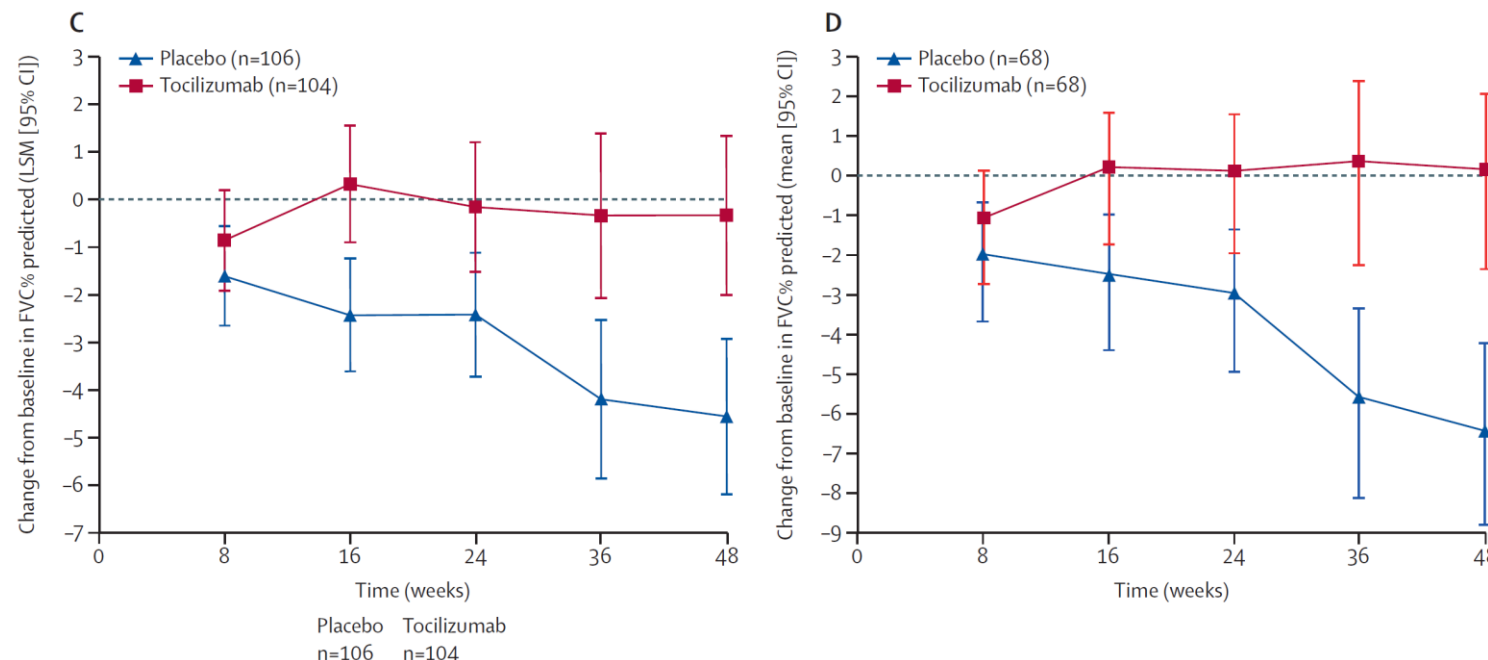 C
Placebo (n=106)
Tocilizumab (n=104)
Change from baseline in FVC% predicted (LSM [95% CI])
3
2
1
0
–1
–2
–3
–4
–5
–6
–7
0 8 16 24 36 48
Time (weeks)
Placebo Tocilizumab
n=106 n=104
D
Placebo (n=68)
Tocilizumab (n=68)
Change from baseline in FVC% predicted (mean [95% CI])
3
2
1
0
–1
–2
–3
–4
–5
–6
–7
–8
–9
0 8 16 24 36 48
Time (weeks)